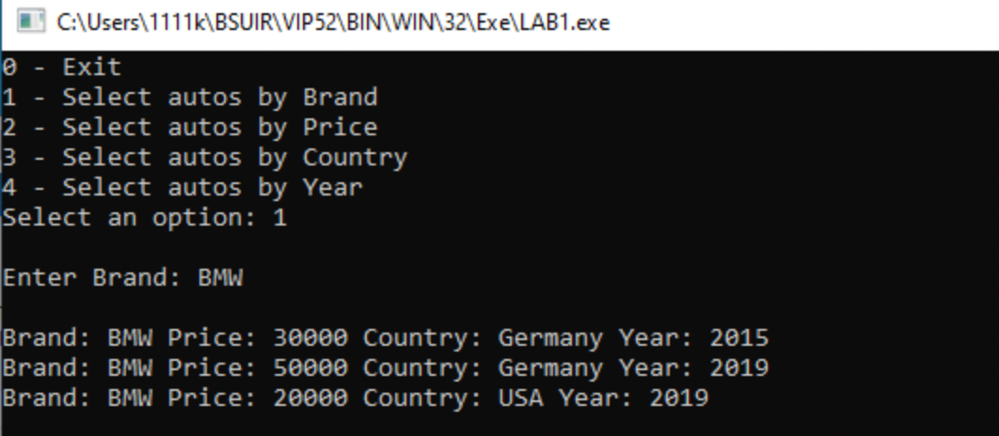 C:\Users\1111k\BSUIR\VIP52\BIN\WIN\32\Exe\LAB1.exe
0 - Exit
1 - Select autos by Brand
2 - Select autos by Price
3 - Select autos by Country
4 - Select autos by Year
Select an option: 1
Enter Brand: BMW
Brand: BMW Price: 30000 Country: Germany Year: 2015
Brand: BMW Price: 50000 Country: Germany Year: 2019
Brand: BMW Price: 20000 Country: USA Year: 2019